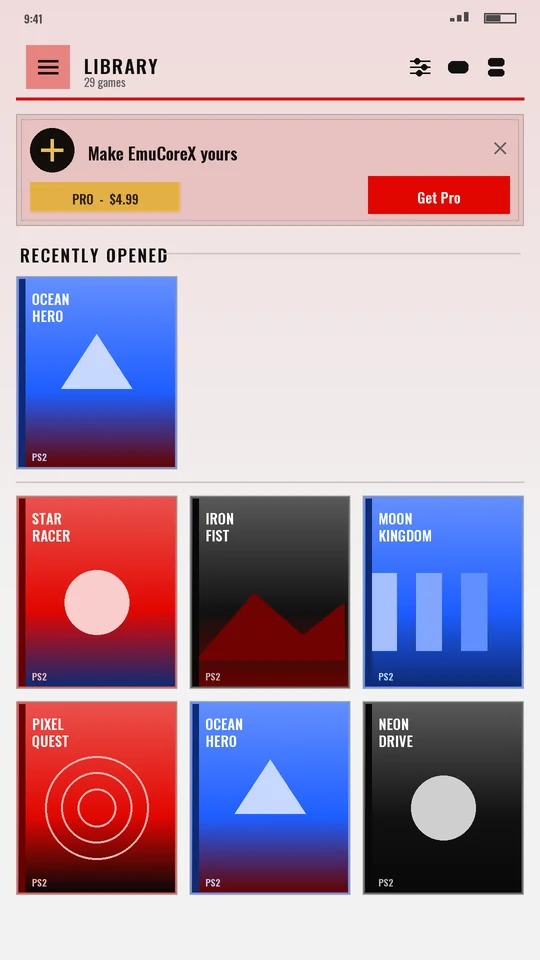 9:41
LIBRARY
29 games
Make EmuCoreX yours
PRO - $4.99
Get Pro
RECENTLY OPENED
OCEAN
HERO
PS2
STAR
RACER
PS2
IRON
FIST
PS2
MOON
KINGDOM
PS2
PIXEL
QUEST
PS2
OCEAN
HERO
PS2
NEON
DRIVE
PS2